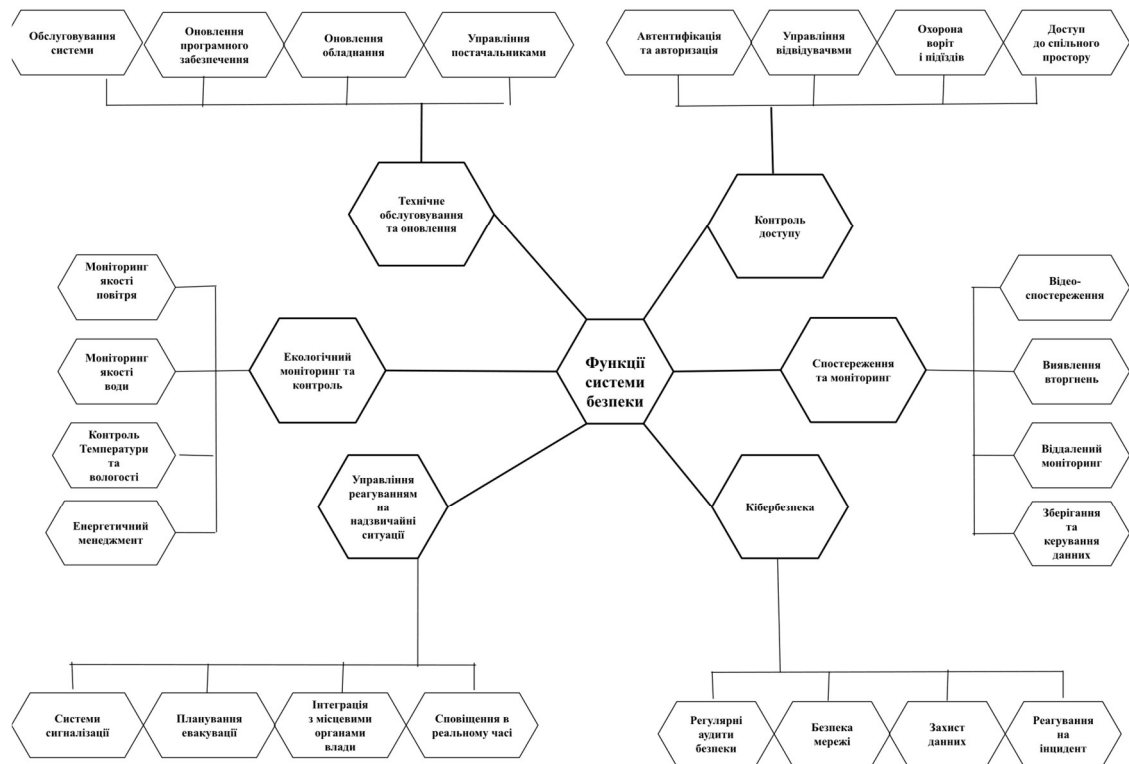 Обслуговування
системи
Оновлення
програмного
забезпечення
Оновлення
обладнання
Управління
постачальниками
Автентифікація
та авторизація
Управління
відвідувачвми
Охорона
воріт
і підїздів
Доступ
до спільного
простору
Технічне
обслуговування
та оновлення
Контроль
доступу
Моніторинг
якості
повітря
Моніторинг
якості
води
Контроль
Температури
та
вологості
Енергетичний
менеджмент
Екологічний
моніторинг та
контроль
Функції
системи
безпеки
Спостереження
та моніторинг
Відео-
спостереження
Виявлення
вторгнень
Віддалений
моніторинг
Зберігання
та
керування
данних
Управління
реагуванням
на
надзвичайні
ситуації
Кібербезпека
Системи
сигналізації
Планування
евакуації
Інтеграція
з місцевими
органами
влади
Сповіщення в
реальному часі
Регулярні
аудити
безпеки
Безпека
мережі
Захист
данних
Реагування
на
інцидент